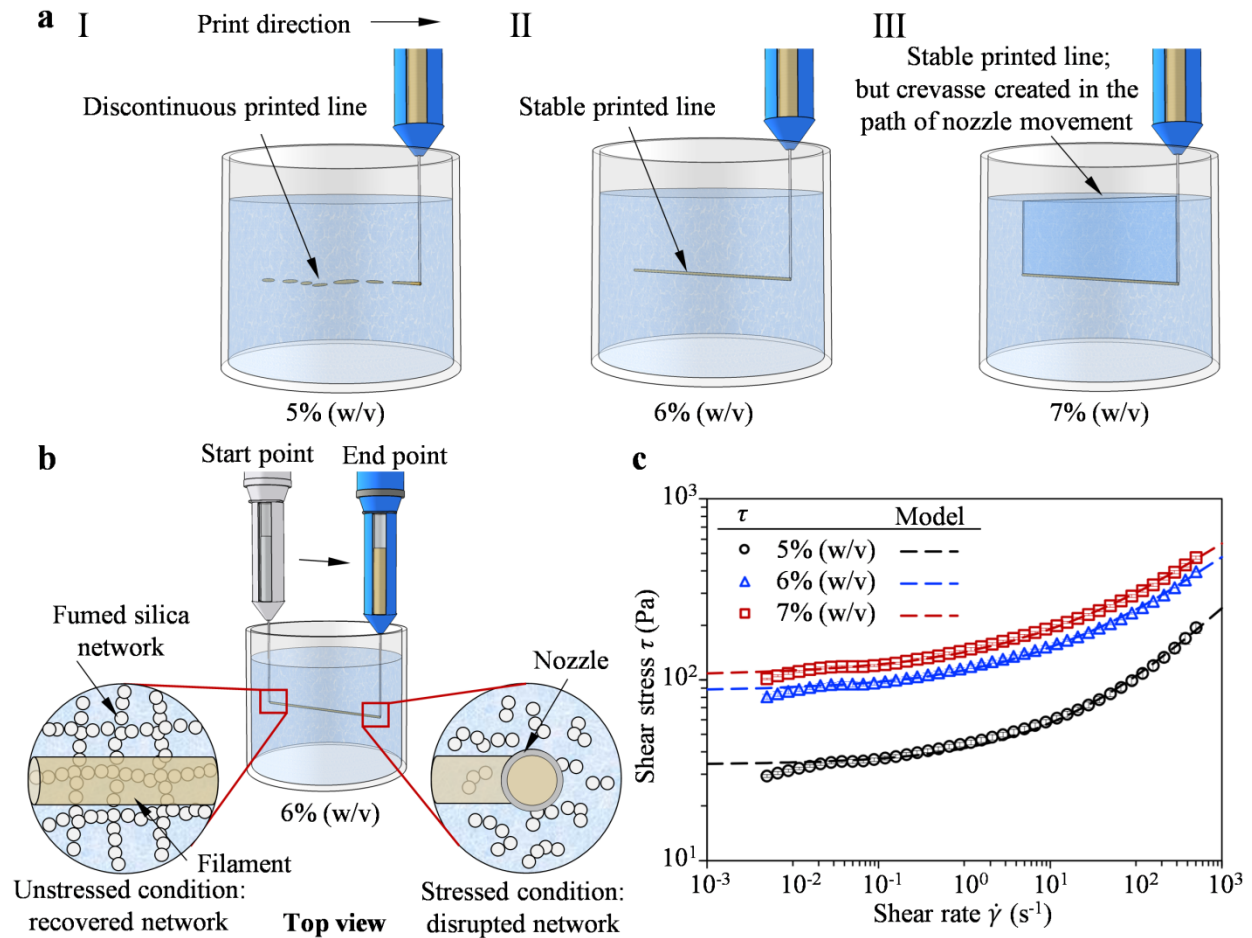 a
I
Print direction
II
III
Discontinuous printed line
Stable printed line
Stable printed line;
but crevasse created in the
path of nozzle movement
5% (w/v)
6% (w/v)
7% (w/v)
b
Start point
End point
Fumed silica
network
Nozzle
6% (w/v)
Filament
Unstressed condition:
recovered network
Top view
Stressed condition:
disrupted network
c
τ Model
5% (w/v)
6% (w/v)
7% (w/v)
Shear stress τ (Pa)
10³
10²
10¹
10⁻³ 10⁻² 10⁻¹ 10⁰ 10¹ 10² 10³
Shear rate γ̇ (s⁻¹)